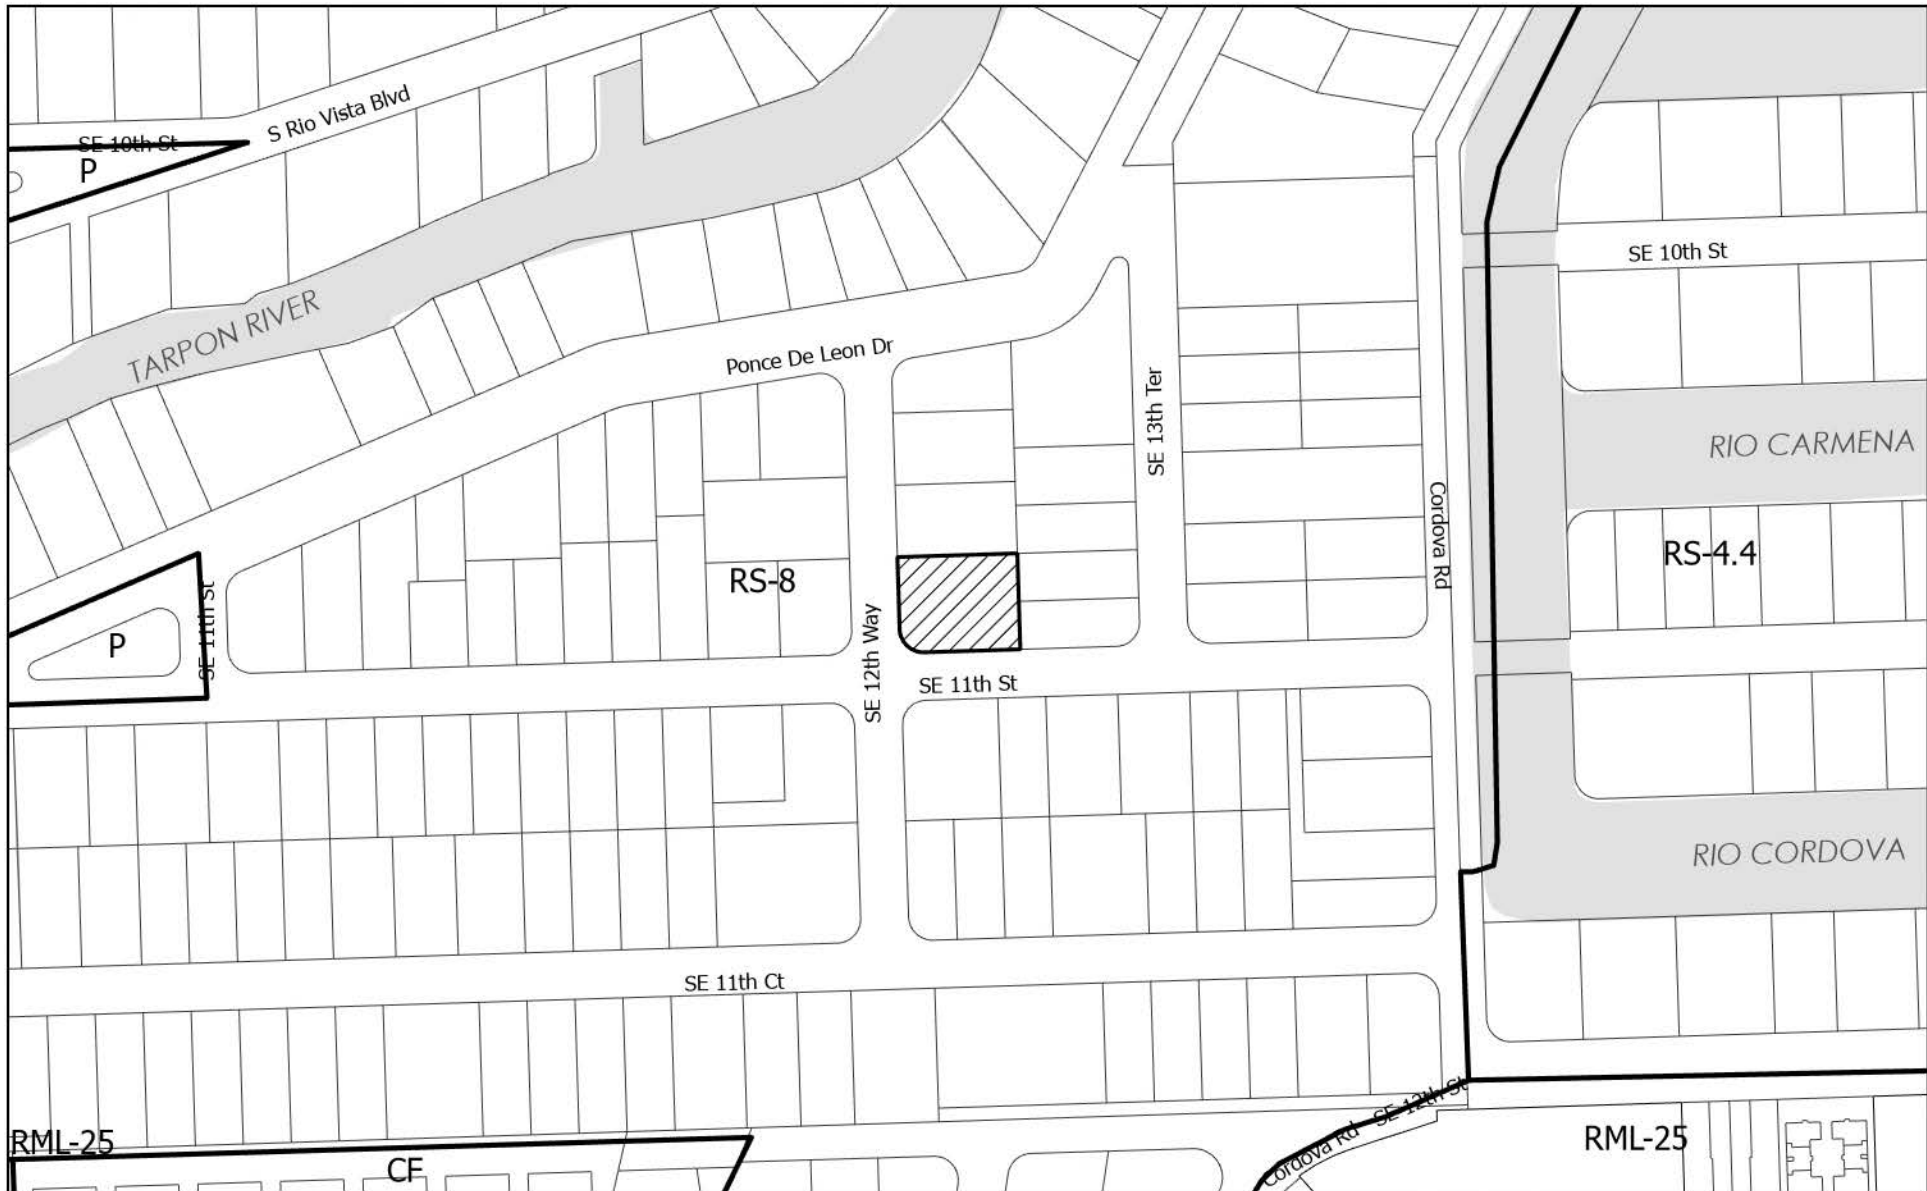 S Rio Vista Blvd
SE 10th St
P
SE 10th St
TARPON RIVER
Ponce De Leon Dr
SE 13th Ter
RIO CARMENA
Cordova Rd
RS-4.4
RS-8
SE 11th St
P
SE 12th Way
SE 11th St
RIO CORDOVA
SE 11th Ct
SE 12th St
Cordova Rd
RML-25
RML-25
CF